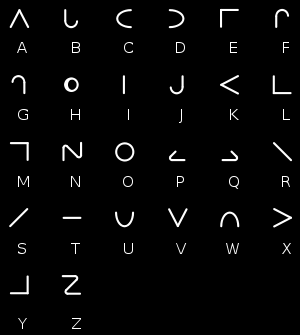 A B C D E F
G H I J K L
M N O P Q R
S T U V W X
Y Z